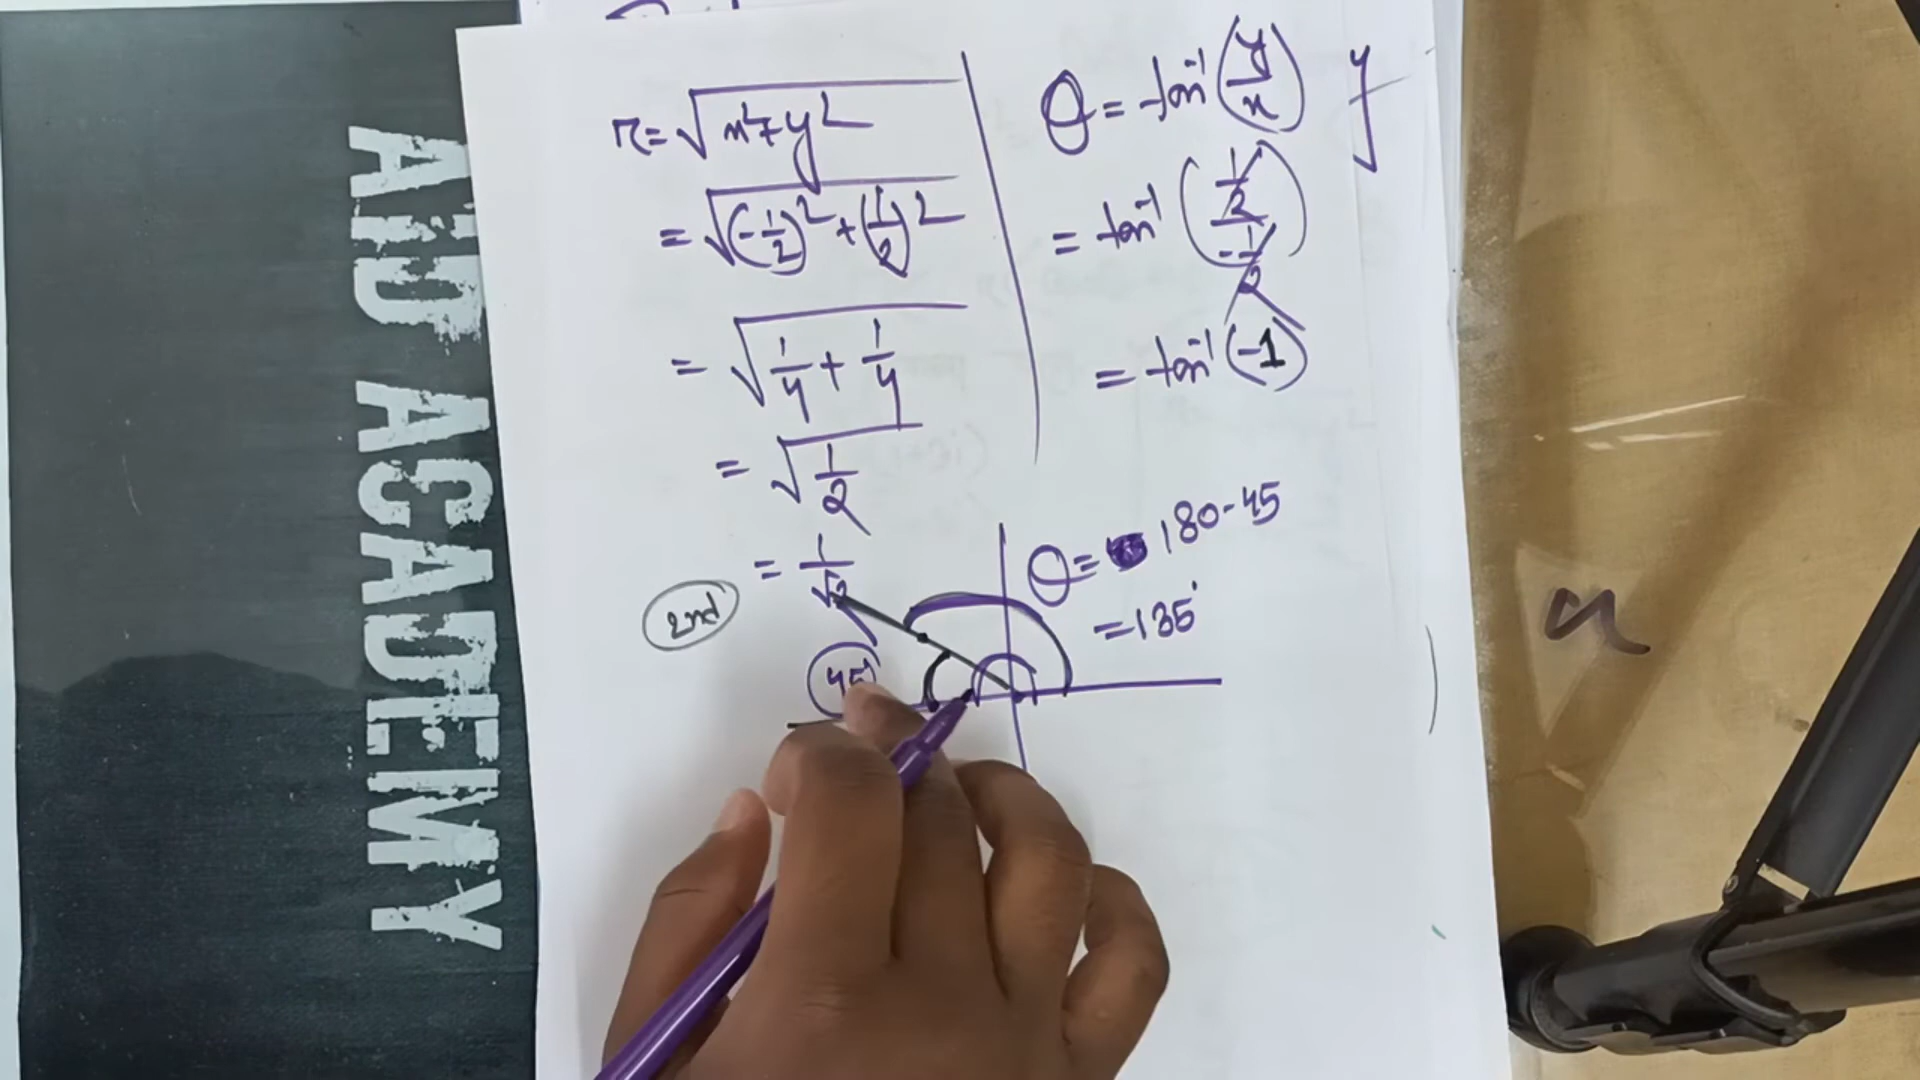 AHD ACADEMY
r = √(x² + y²)
= √((-1/2)² + (1/2)²)
= √(1/4 + 1/4)
= √(1/2)
= 1/√2
θ = tan⁻¹(y/x)
= tan⁻¹((1/2)/(-1/2))
= tan⁻¹(-1)
y
θ = 180-45
= 135°
2nd
45°
x